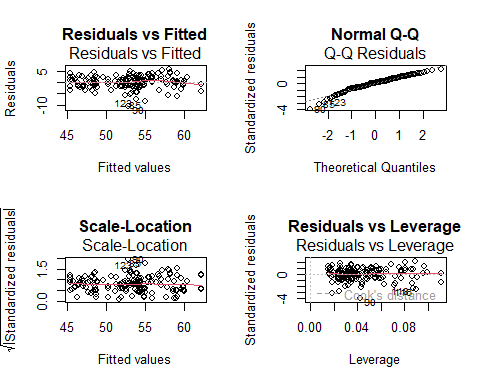 Residuals vs Fitted
Residuals vs Fitted
Residuals
5
-10
45 50 55 60
Fitted values
Normal Q-Q
Q-Q Residuals
Standardized residuals
0
-4
-2 -1 0 1 2
Theoretical Quantiles
Scale-Location
Scale-Location
√|Standardized residuals|
1.5
0.0
45 50 55 60
Fitted values
Residuals vs Leverage
Residuals vs Leverage
Standardized residuals
0
-4
Cook's distance
0.00 0.04 0.08
Leverage